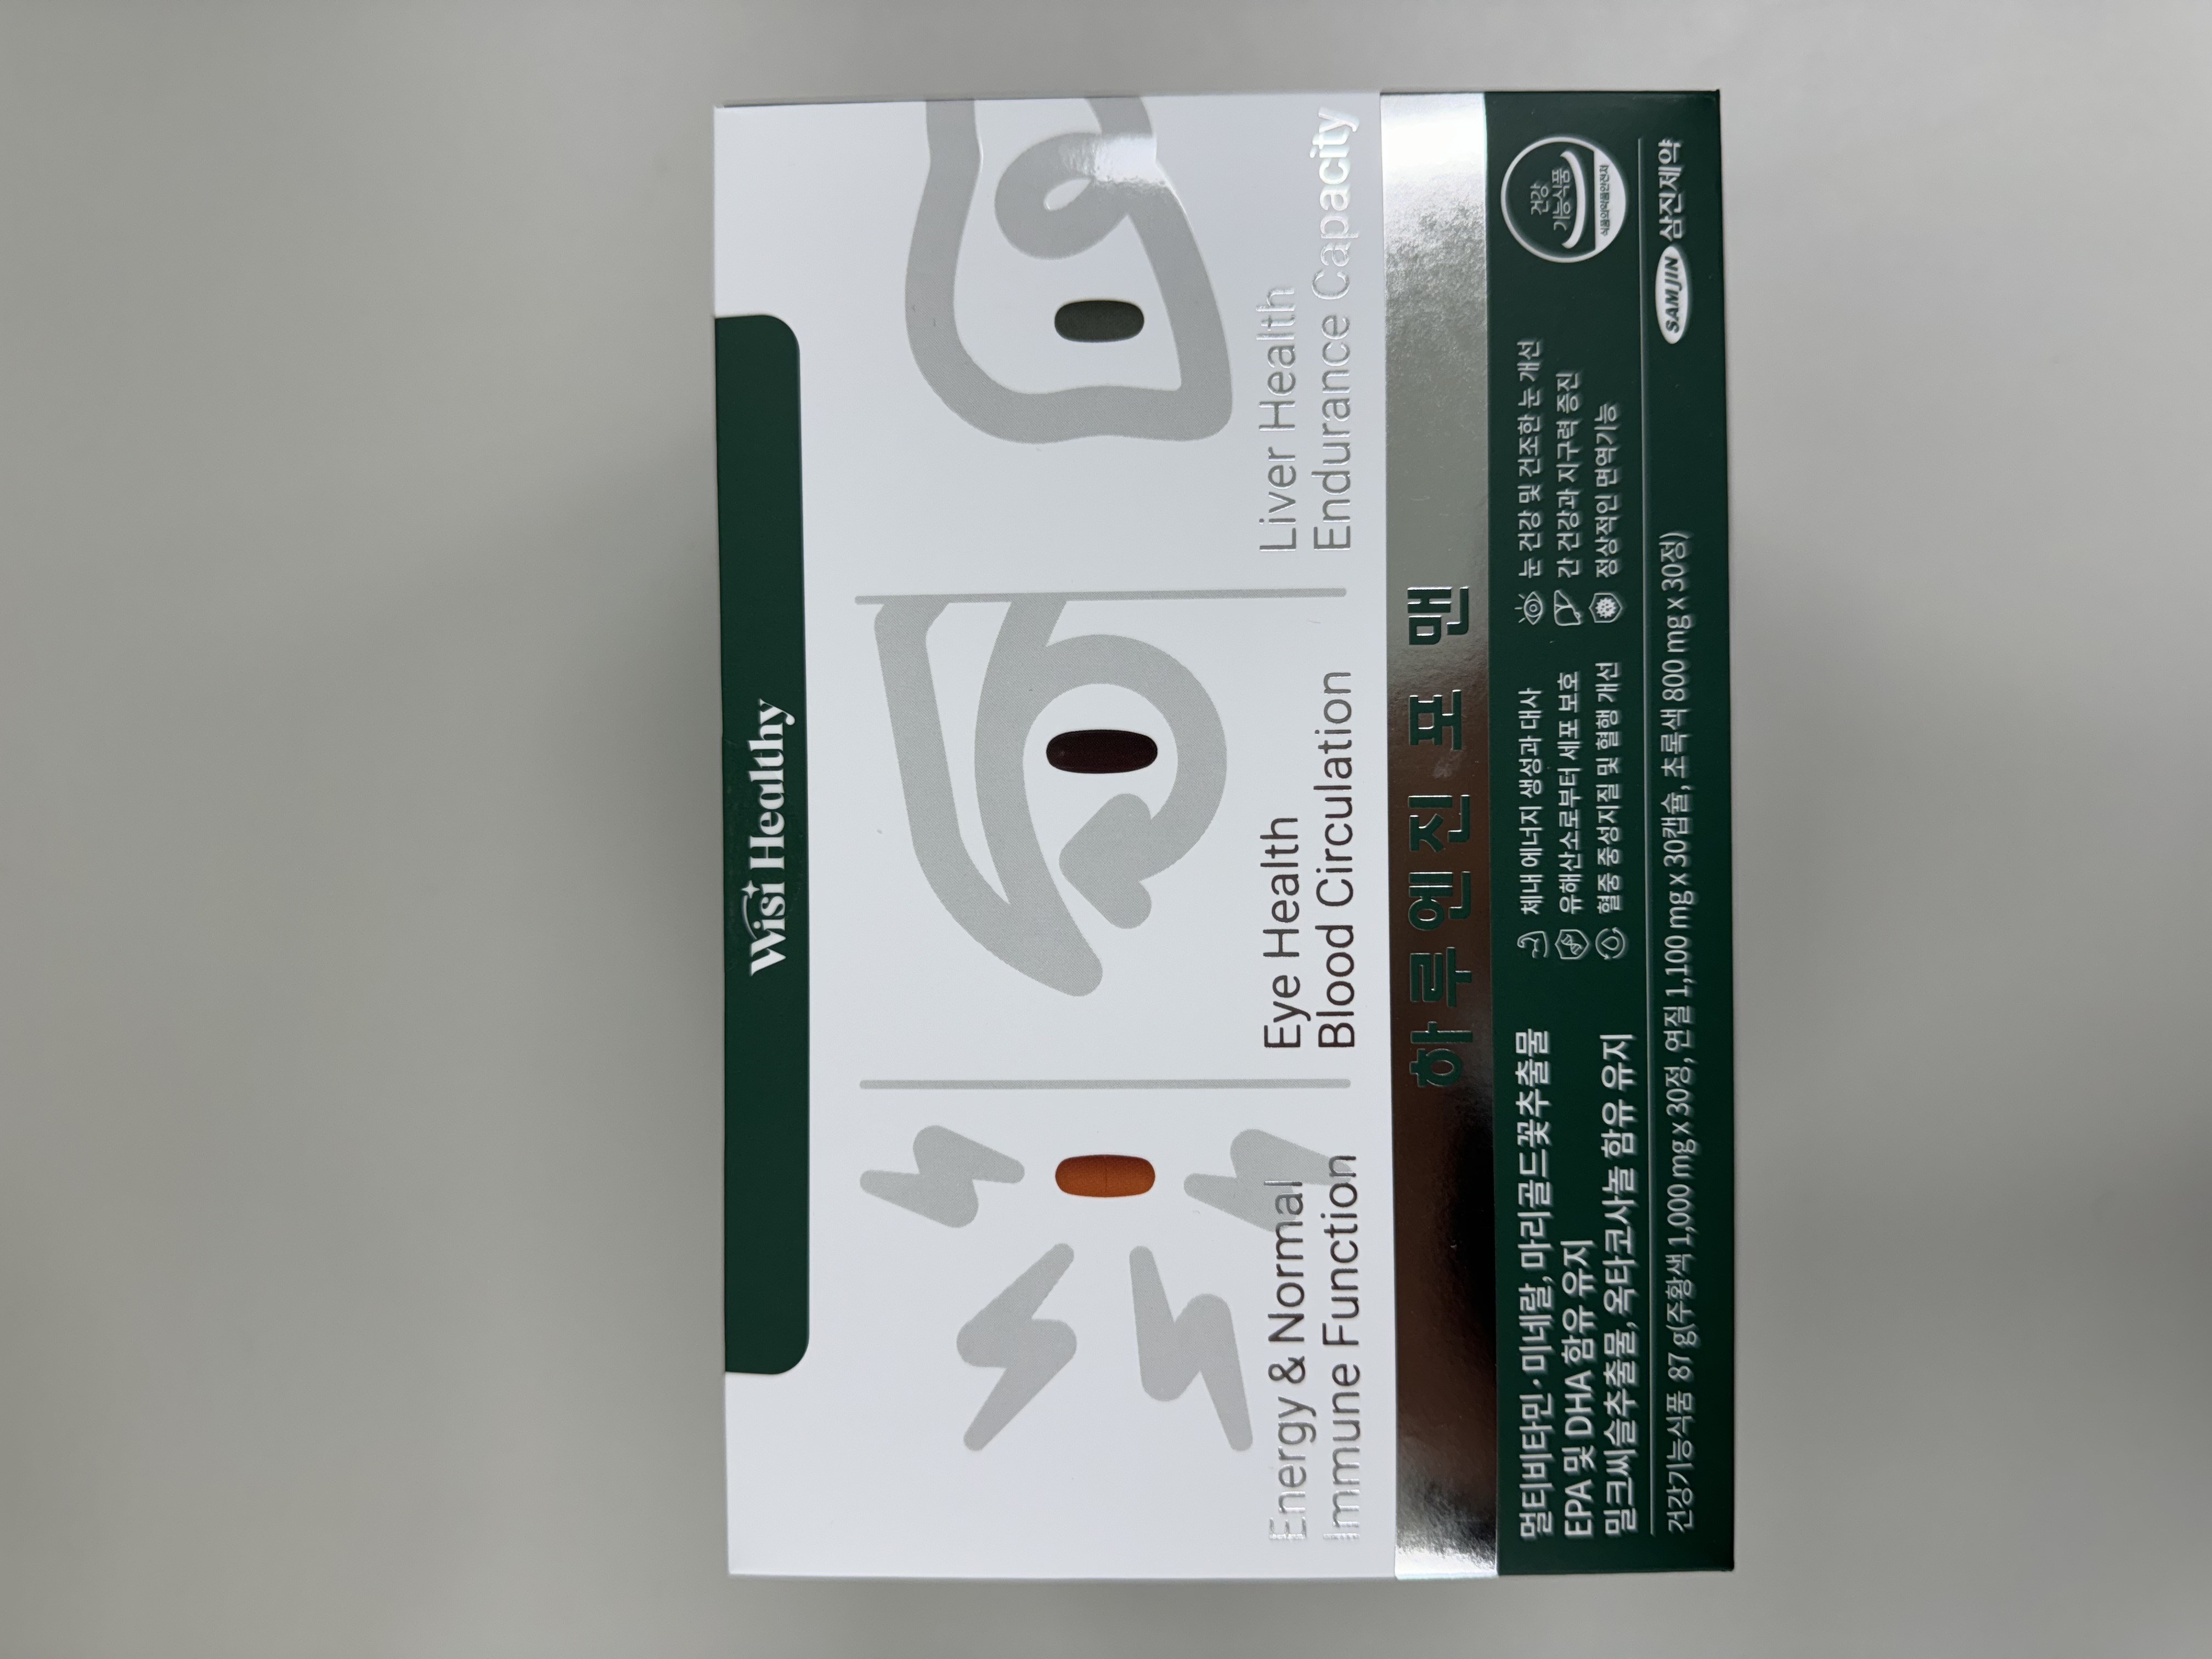 Wisi Healthy
Energy & Normal
Immune Function
Eye Health
Blood Circulation
Liver Health
Endurance Capacity
하루엔진 포 맨
멀티비타민·미네랄, 마리골드꽃추출물
EPA 및 DHA 함유 유지
밀크씨슬추출물, 옥타코사놀 함유 유지
체내 에너지 생성과 대사
유해산소로부터 세포 보호
혈중 중성지질 및 혈행 개선
눈 건강 및 건조한 눈 개선
간 건강과 지구력 증진
정상적인 면역기능
건강
기능식품
식품의약품안전처
건강기능식품 87 g(주황색 1,000 mg x 30정, 연질 1,100 mg x 30캡슐, 초록색 800 mg x 30정)
SAMJIN 삼진제약